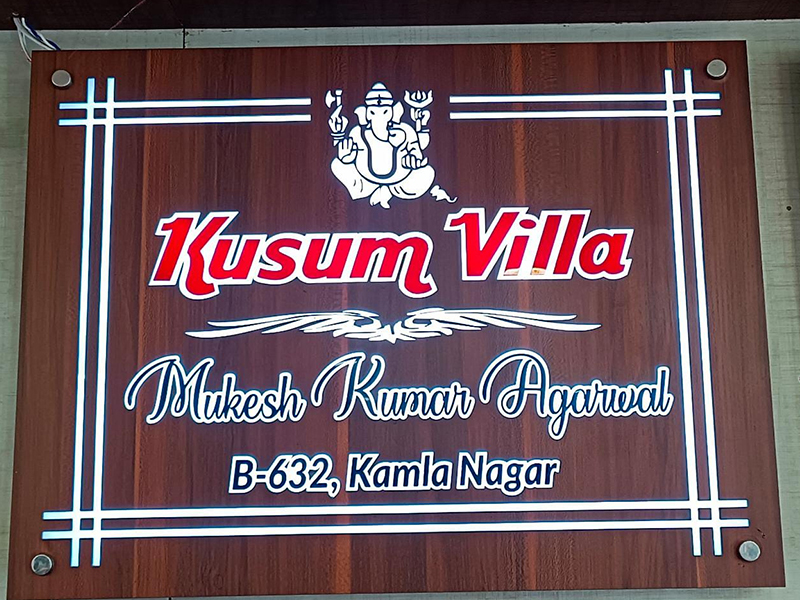 Kusum Villa
Mukesh Kumar Agarwal
B-632, Kamla Nagar